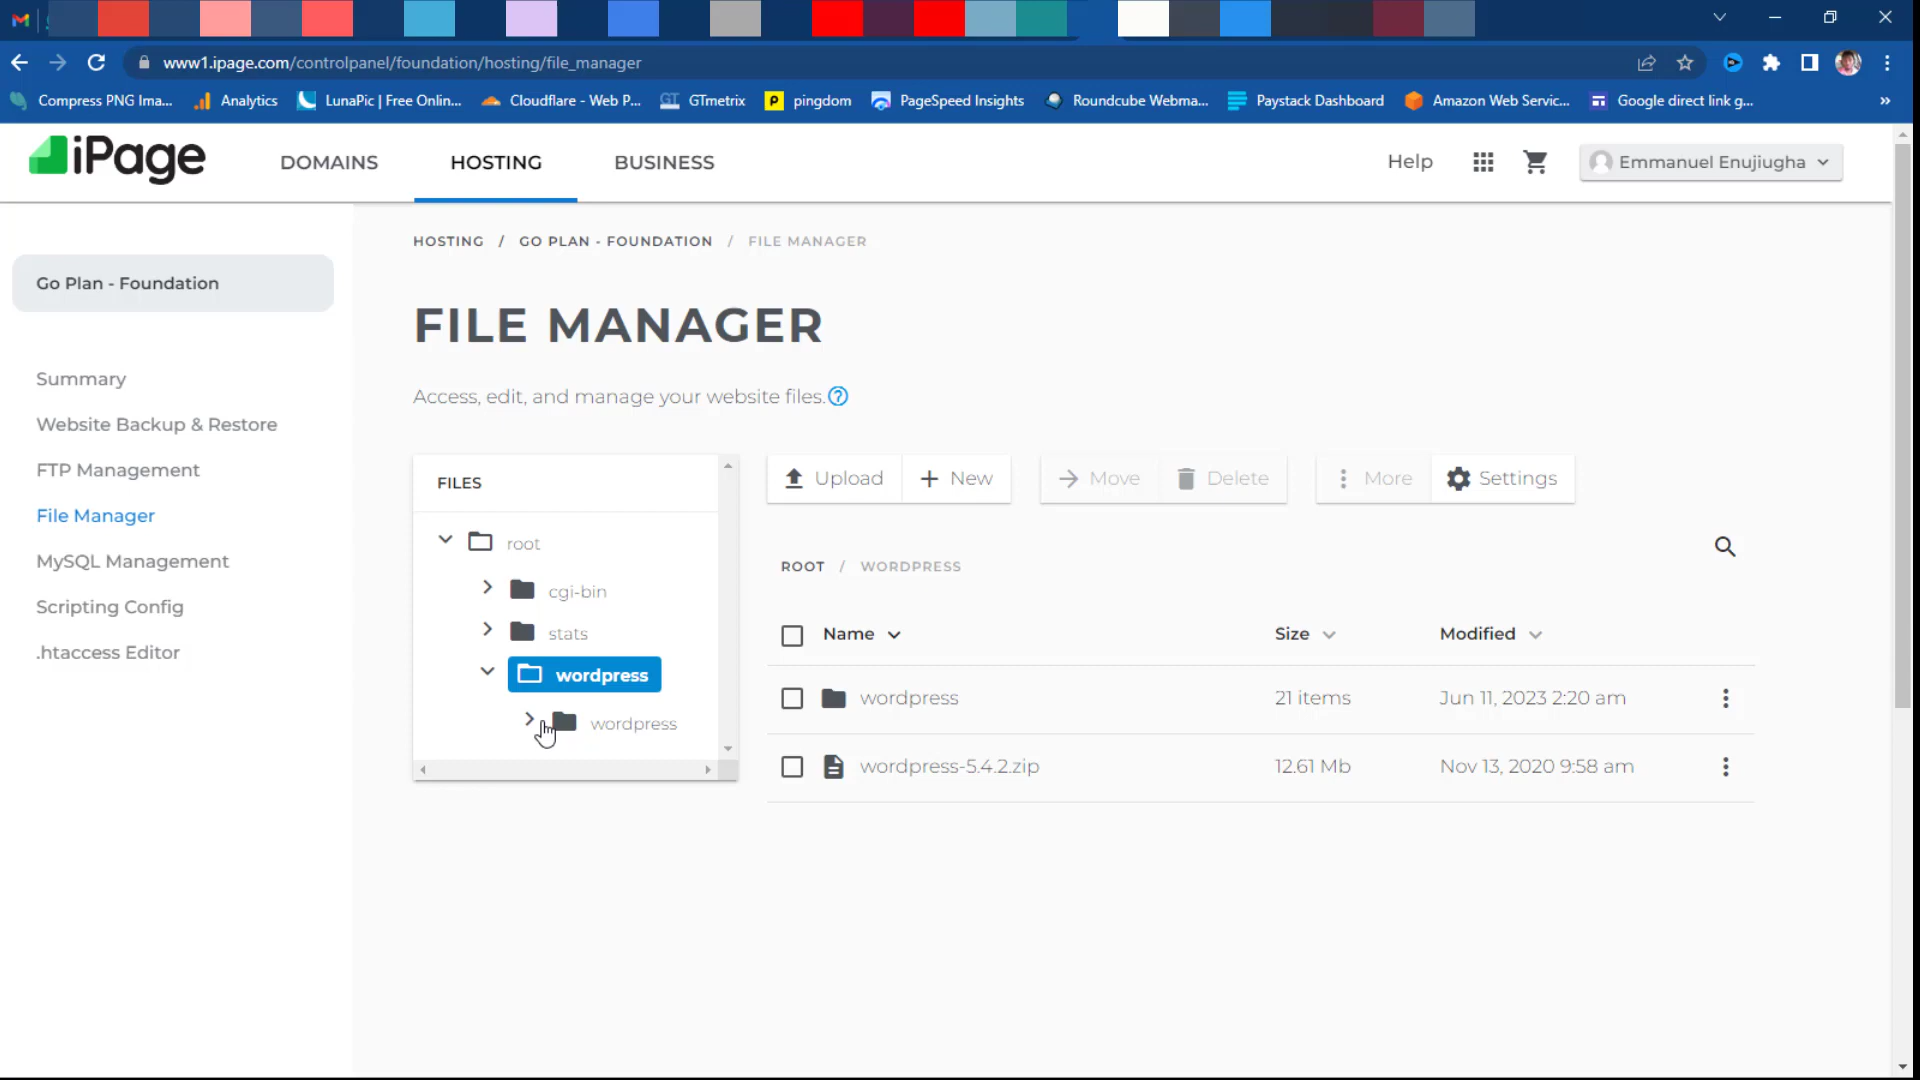 www1.ipage.com/controlpanel/foundation/hosting/file_manager
Compress PNG Ima...
Analytics
LunaPic | Free Onlin...
Cloudflare - Web P...
GTmetrix
pingdom
PageSpeed Insights
Roundcube Webma...
Paystack Dashboard
Amazon Web Servic...
Google direct link g...
»
iPage
DOMAINS
HOSTING
BUSINESS
Help
Emmanuel Enujiugha
Go Plan - Foundation
Summary
Website Backup & Restore
FTP Management
File Manager
MySQL Management
Scripting Config
.htaccess Editor
HOSTING / GO PLAN - FOUNDATION / FILE MANAGER
FILE MANAGER
Access, edit, and manage your website files. ?
FILES
root
cgi-bin
stats
wordpress
wordpress
Upload
+ New
Move
Delete
More
Settings
ROOT / WORDPRESS
Name Size Modified
wordpress 21 items Jun 11, 2023 2:20 am
wordpress-5.4.2.zip 12.61 Mb Nov 13, 2020 9:58 am